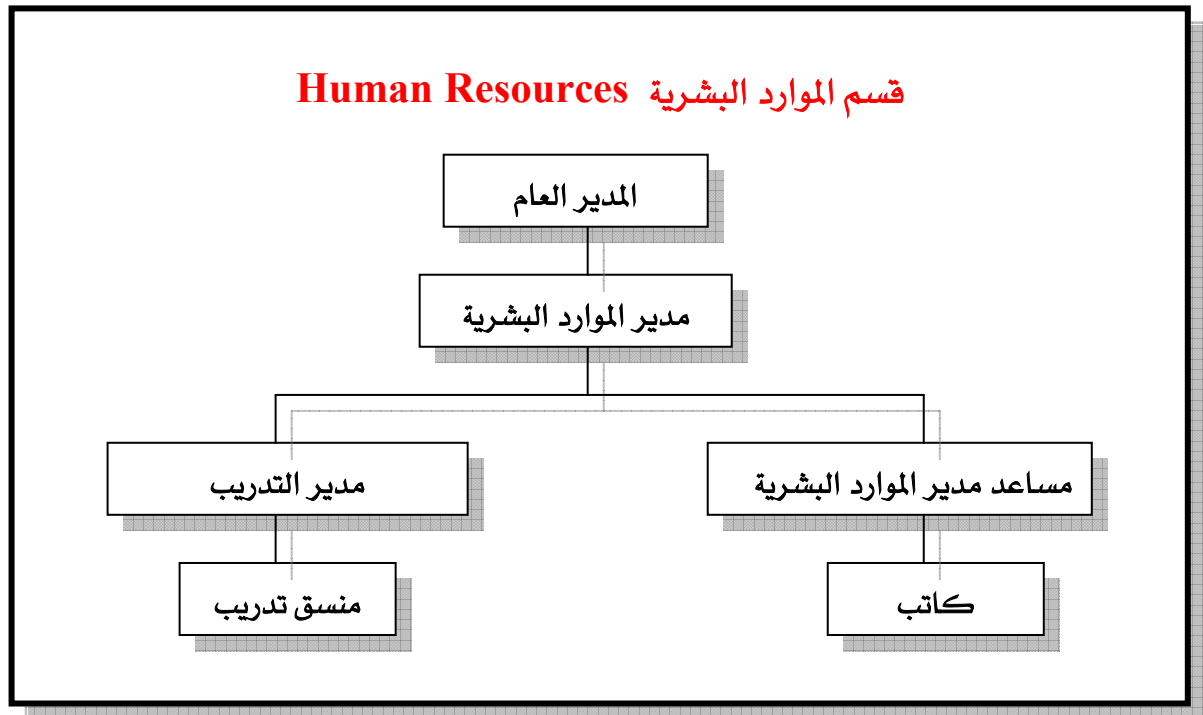 قسم الموارد البشرية Human Resources
المدير العام
مدير الموارد البشرية
مساعد مدير الموارد البشرية
مدير التدريب
كاتب
منسق تدريب